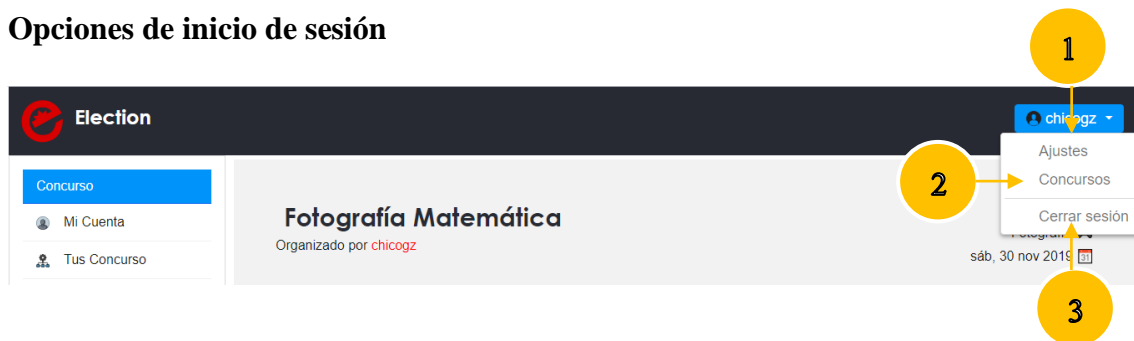 Opciones de inicio de sesión
1
Election
chicogz
Ajustes
2
Concursos
Concurso
Mi Cuenta
Fotografía Matemática
Cerrar sesión
Organizado por chicogz
Fotografía
Tus Concurso
sáb, 30 nov 2019
31
3